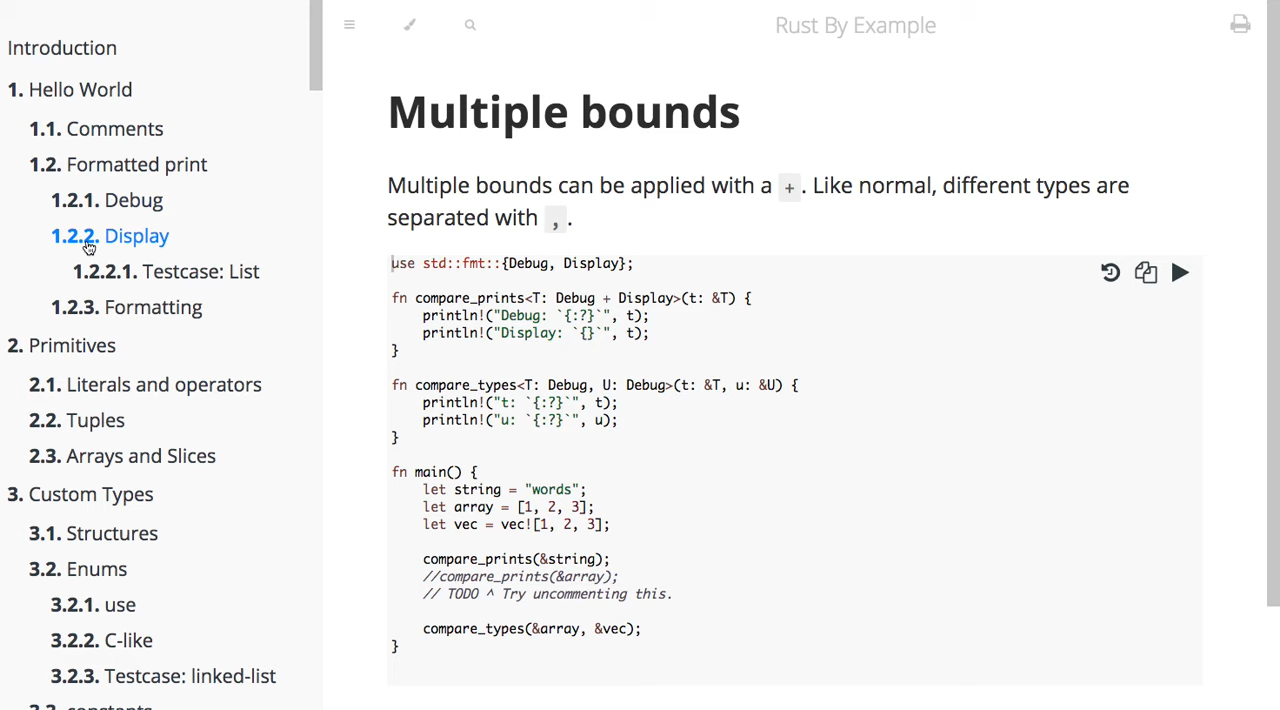 Introduction
1. Hello World
1.1. Comments
1.2. Formatted print
1.2.1. Debug
1.2.2. Display
1.2.2.1. Testcase: List
1.2.3. Formatting
2. Primitives
2.1. Literals and operators
2.2. Tuples
2.3. Arrays and Slices
3. Custom Types
3.1. Structures
3.2. Enums
3.2.1. use
3.2.2. C-like
3.2.3. Testcase: linked-list
3.3. constants
Rust By Example
Multiple bounds
Multiple bounds can be applied with a +. Like normal, different types are
separated with ,.
use std::fmt::{Debug, Display};
fn compare_prints<T: Debug + Display>(t: &T) {
println!("Debug: `{:?}`", t);
println!("Display: `{}`", t);
}
fn compare_types<T: Debug, U: Debug>(t: &T, u: &U) {
println!("t: `{:?}`", t);
println!("u: `{:?}`", u);
}
fn main() {
let string = "words";
let array = [1, 2, 3];
let vec = vec![1, 2, 3];
compare_prints(&string);
//compare_prints(&array);
// TODO ^ Try uncommenting this.
compare_types(&array, &vec);
}